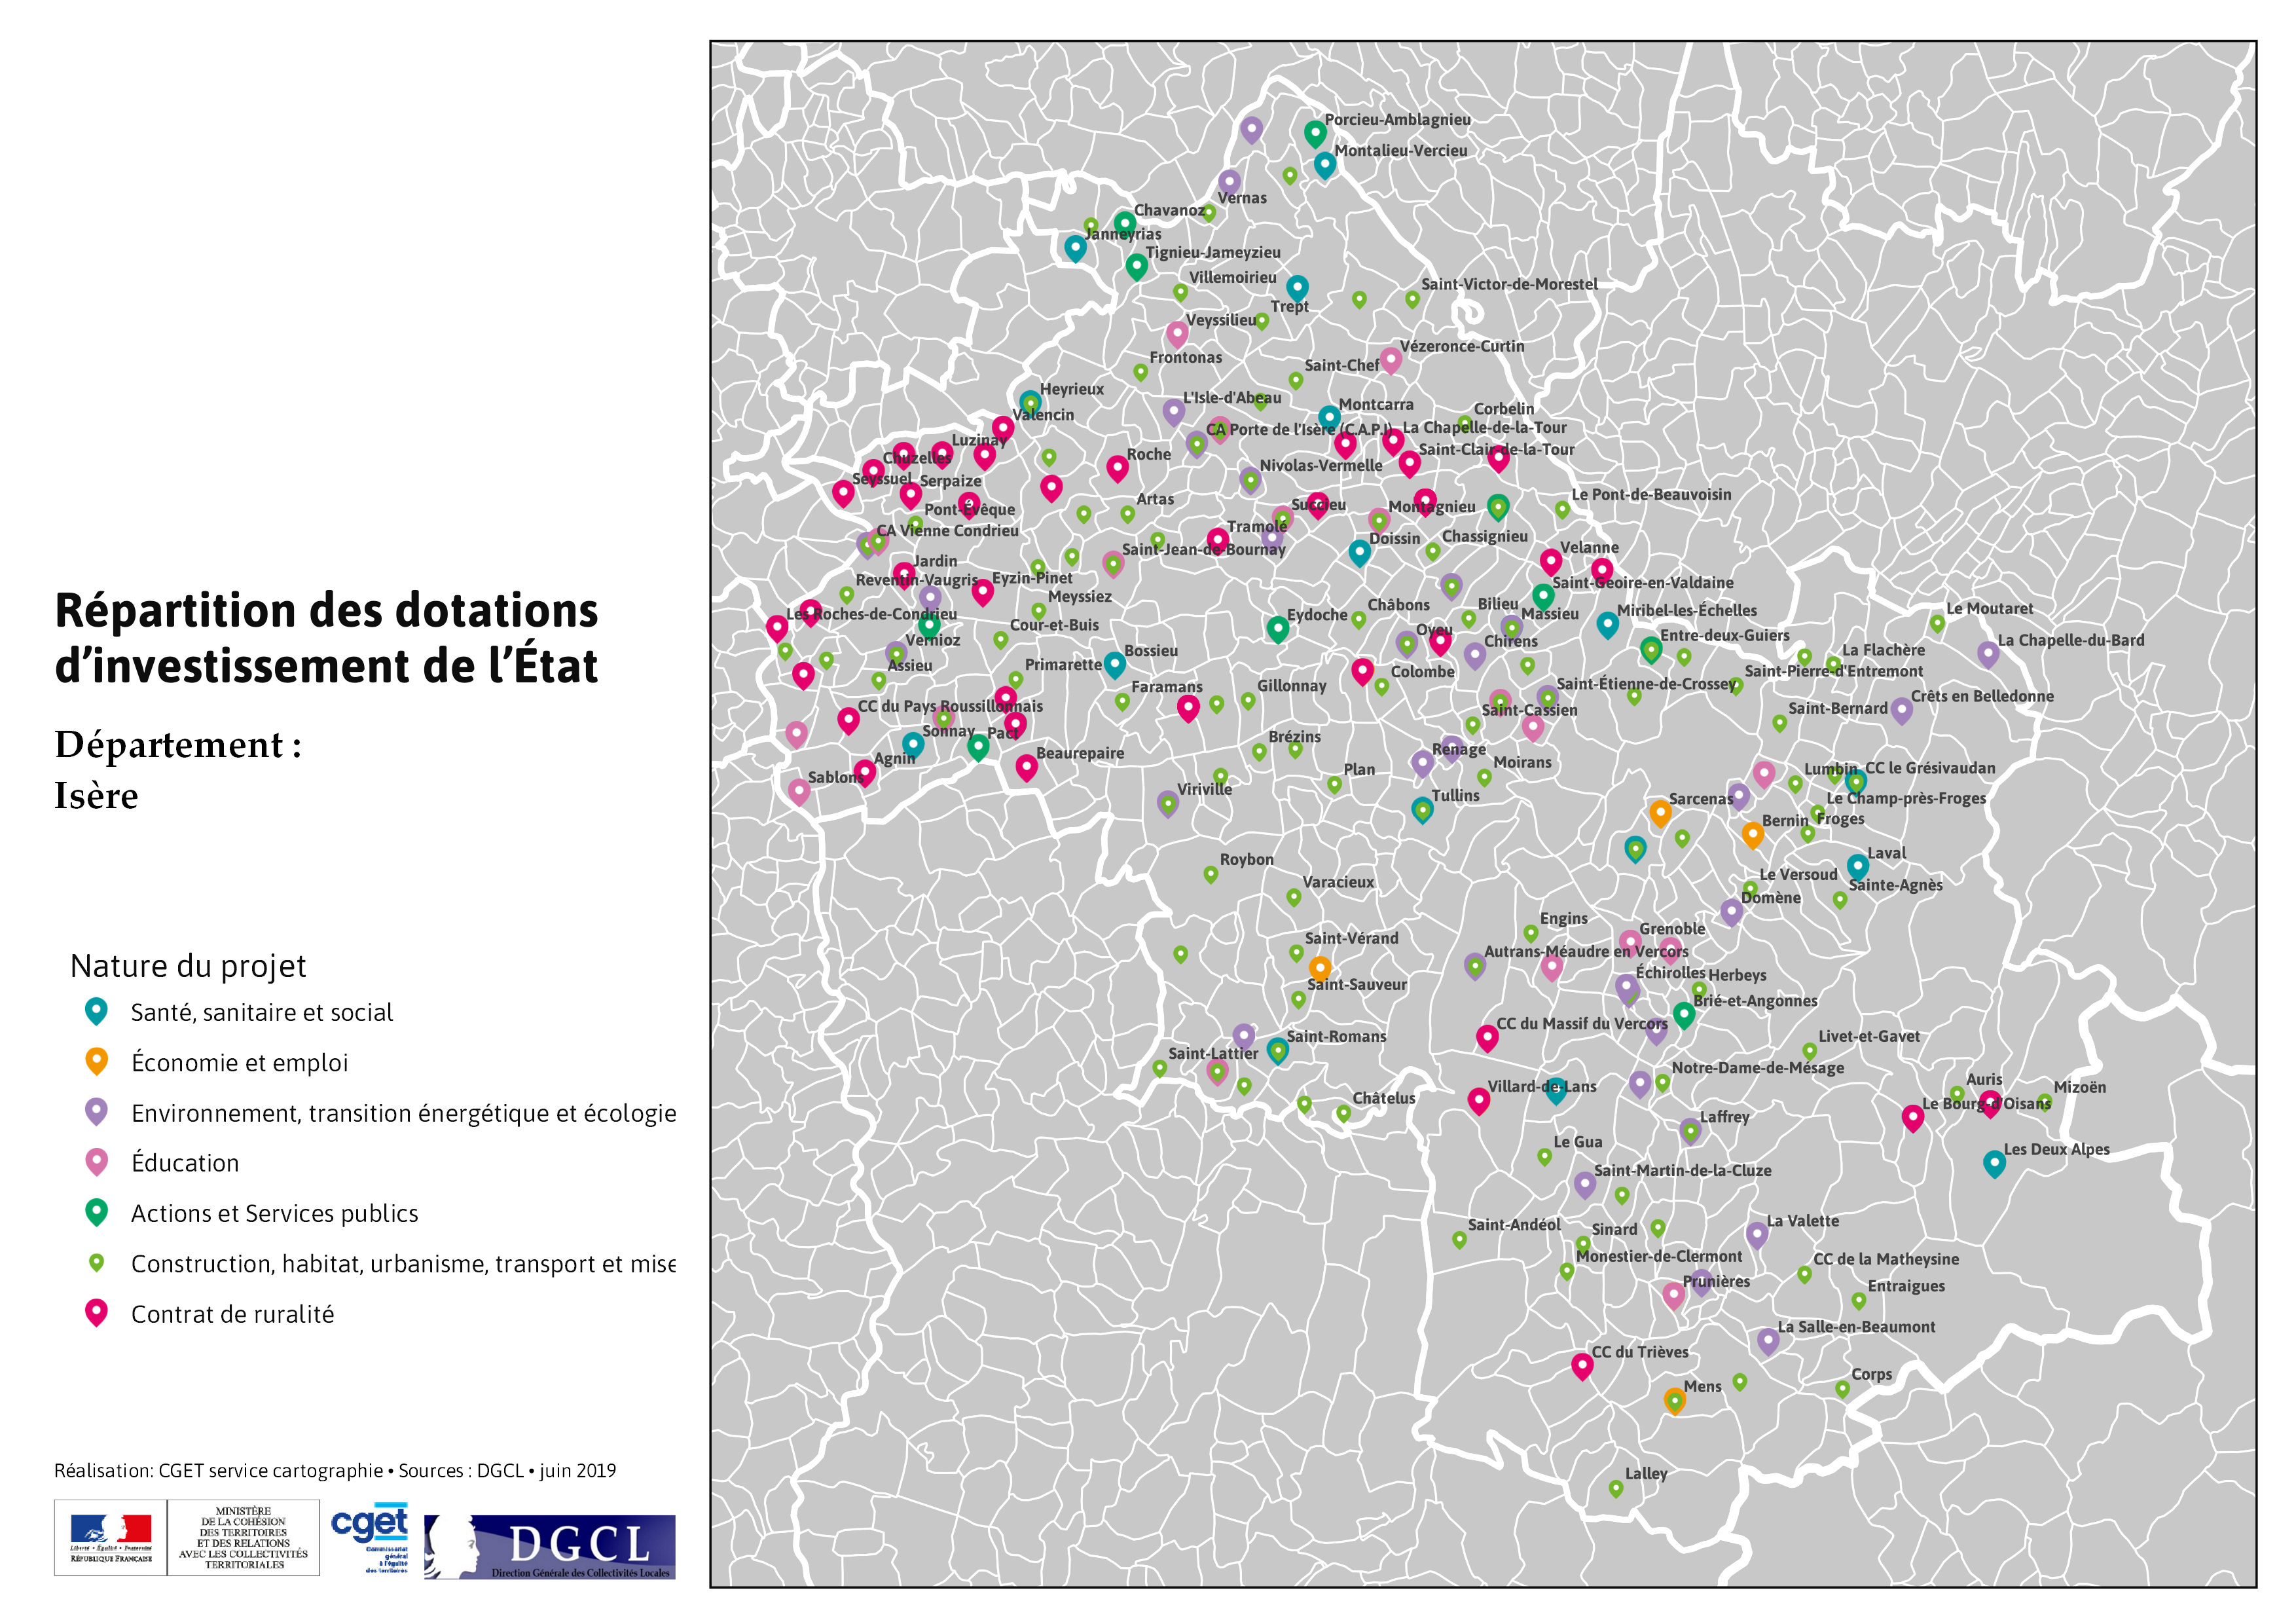 Répartition des dotations
d’investissement de l’État
Département :
Isère
Nature du projet
Santé, sanitaire et social
Économie et emploi
Environnement, transition énergétique et écologie
Éducation
Actions et Services publics
Construction, habitat, urbanisme, transport et mise
Contrat de ruralité
Réalisation: CGET service cartographie • Sources : DGCL • juin 2019
Liberté • Égalité • Fraternité
RÉPUBLIQUE FRANÇAISE
MINISTÈRE
DE LA COHÉSION
DES TERRITOIRES
ET DES RELATIONS
AVEC LES COLLECTIVITÉS
TERRITORIALES
cget
Commissariat
général
à l'égalité
des territoires
DGCL
Direction Générale des Collectivités Locales
Porcieu-Amblagnieu
Montalieu-Vercieu
Vernas
Chavanoz
Janneyrias
Tignieu-Jameyzieu
Villemoirieu
Saint-Victor-de-Morestel
Trept
Veyssilieu
Vézeronce-Curtin
Frontonas
Saint-Chef
Heyrieux
L'Isle-d'Abeau
Montcarra
Corbelin
Valencin
CA Porte de l'Isère (C.A.P.I)
La Chapelle-de-la-Tour
Luzinay
Saint-Clair-de-la-Tour
Chuzelles
Roche
Nivolas-Vermelle
Seyssuel
Serpaize
Le Pont-de-Beauvoisin
Artas
Succieu
Montagnieu
Pont-Évêque
Tramolé
CA Vienne Condrieu
Doissin
Chassignieu
Velanne
Saint-Jean-de-Bournay
Jardin
Reventin-Vaugris
Eyzin-Pinet
Saint-Geoire-en-Valdaine
Meyssiez
Châbons
Bilieu
Le Moutaret
Les Roches-de-Condrieu
Eydoche
Massieu
Miribel-les-Échelles
Cour-et-Buis
Oyeu
Entre-deux-Guiers
Vernioz
Chirens
La Chapelle-du-Bard
Bossieu
La Flachère
Assieu
Primarette
Colombe
Saint-Pierre-d'Entremont
Faramans
Gillonnay
Saint-Étienne-de-Crossey
Crêts en Belledonne
CC du Pays Roussillonnais
Saint-Cassien
Saint-Bernard
Sonnay
Pact
Brézins
Renage
Beaurepaire
Agnin
Plan
Moirans
Lumbin
CC le Grésivaudan
Sablons
Viriville
Tullins
Sarcenas
Le Champ-près-Froges
Bernin
Froges
Roybon
Laval
Varacieux
Le Versoud
Sainte-Agnès
Domène
Engins
Grenoble
Saint-Vérand
Autrans-Méaudre en Vercors
Échirolles
Herbeys
Saint-Sauveur
Brié-et-Angonnes
CC du Massif du Vercors
Saint-Romans
Livet-et-Gavet
Saint-Lattier
Notre-Dame-de-Mésage
Auris
Villard-de-Lans
Mizoën
Châtelus
Le Bourg-d'Oisans
Laffrey
Le Gua
Les Deux Alpes
Saint-Martin-de-la-Cluze
Saint-Andéol
Sinard
La Valette
Monestier-de-Clermont
CC de la Matheysine
Prunières
Entraigues
La Salle-en-Beaumont
CC du Trièves
Corps
Mens
Lalley